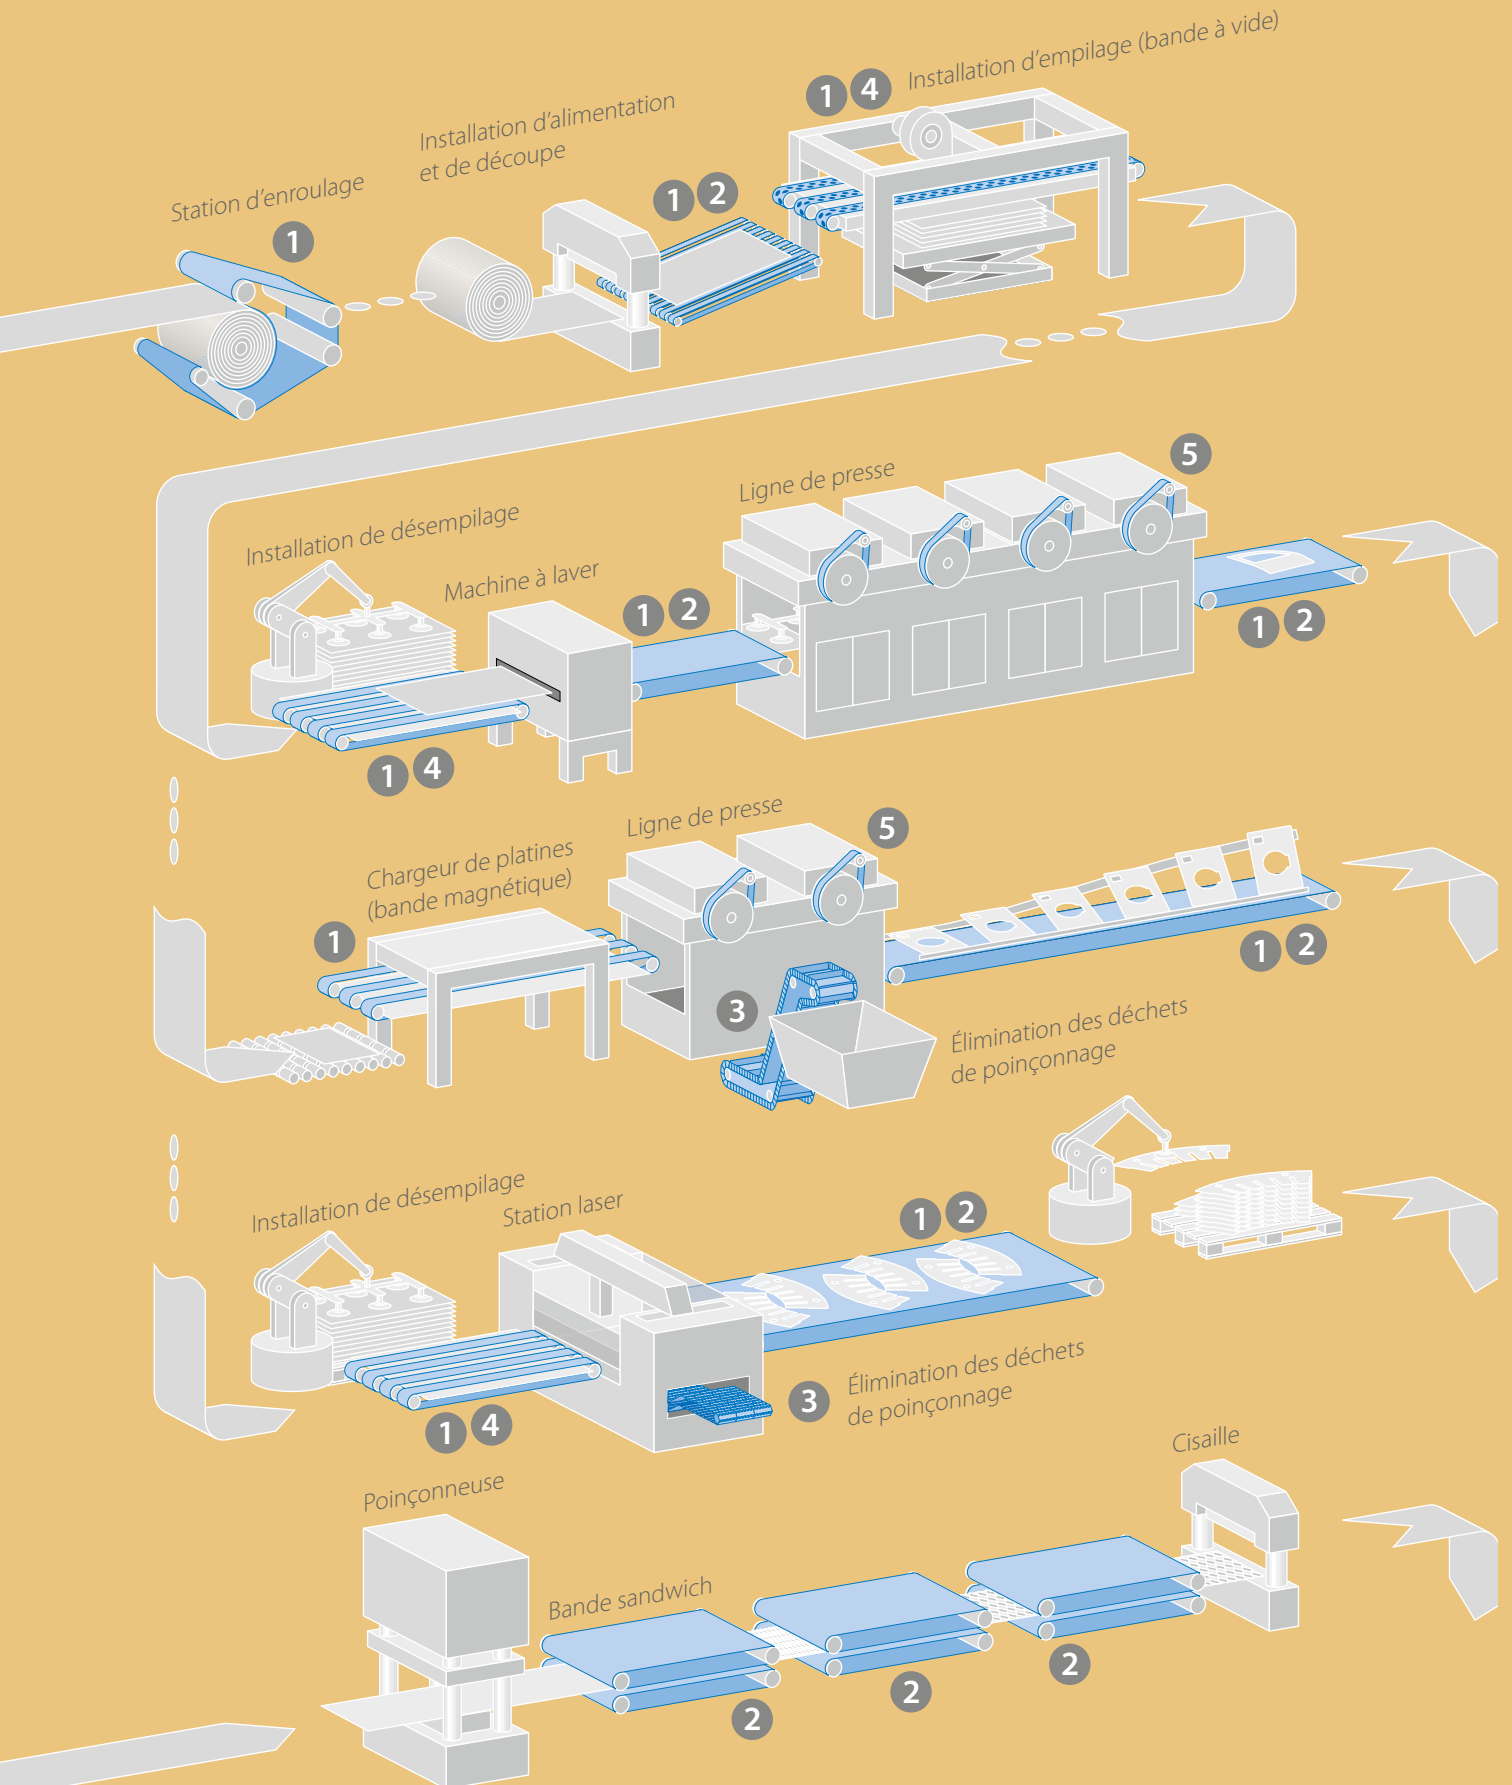 Installation d'empilage (bande à vide)
1 4
Installation d'alimentation
et de découpe
1 2
Station d'enroulage
1
Ligne de presse
5
Installation de désempilage
Machine à laver
1 2
1 2
1 4
Ligne de presse
5
Chargeur de platines
(bande magnétique)
1
1 2
3
Élimination des déchets
de poinçonnage
Installation de désempilage
Station laser
1 2
3
Élimination des déchets
de poinçonnage
1 4
Cisaille
Poinçonneuse
Bande sandwich
2
2
2